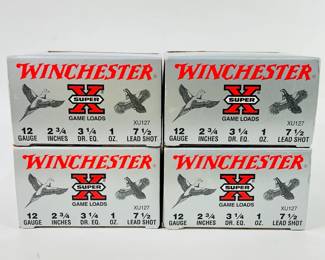 WINCHESTER
X
SUPER
GAME LOADS
XU127
12 2 3/4 3 1/4 1 7 1/2
GAUGE INCHES DR. EQ. OZ. LEAD SHOT
WINCHESTER
X
SUPER
GAME LOADS
XU127
12 2 3/4 3 1/4 1 7 1/2
GAUGE INCHES DR. EQ. OZ. LEAD SHOT
WINCHESTER
X
SUPER
GAME LOADS
XU127
12 2 3/4 3 1/4 1 7 1/2
GAUGE INCHES DR. EQ. OZ. LEAD SHOT
WINCHESTER
X
SUPER
GAME LOADS
XU127
12 2 3/4 3 1/4 1 7 1/2
GAUGE INCHES DR. EQ. OZ. LEAD SHOT